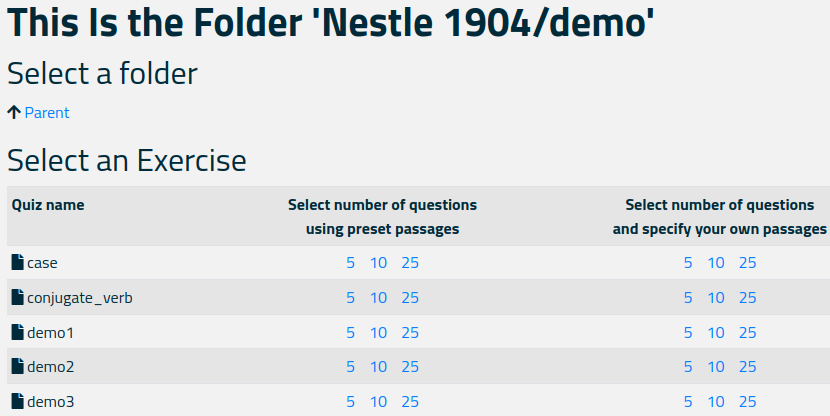 This Is the Folder 'Nestle 1904/demo'
Select a folder
Parent
Select an Exercise
Quiz name Select number of questions using preset passages Select number of questions and specify your own passages
case 5 10 25 5 10 25
conjugate_verb 5 10 25 5 10 25
demo1 5 10 25 5 10 25
demo2 5 10 25 5 10 25
demo3 5 10 25 5 10 25